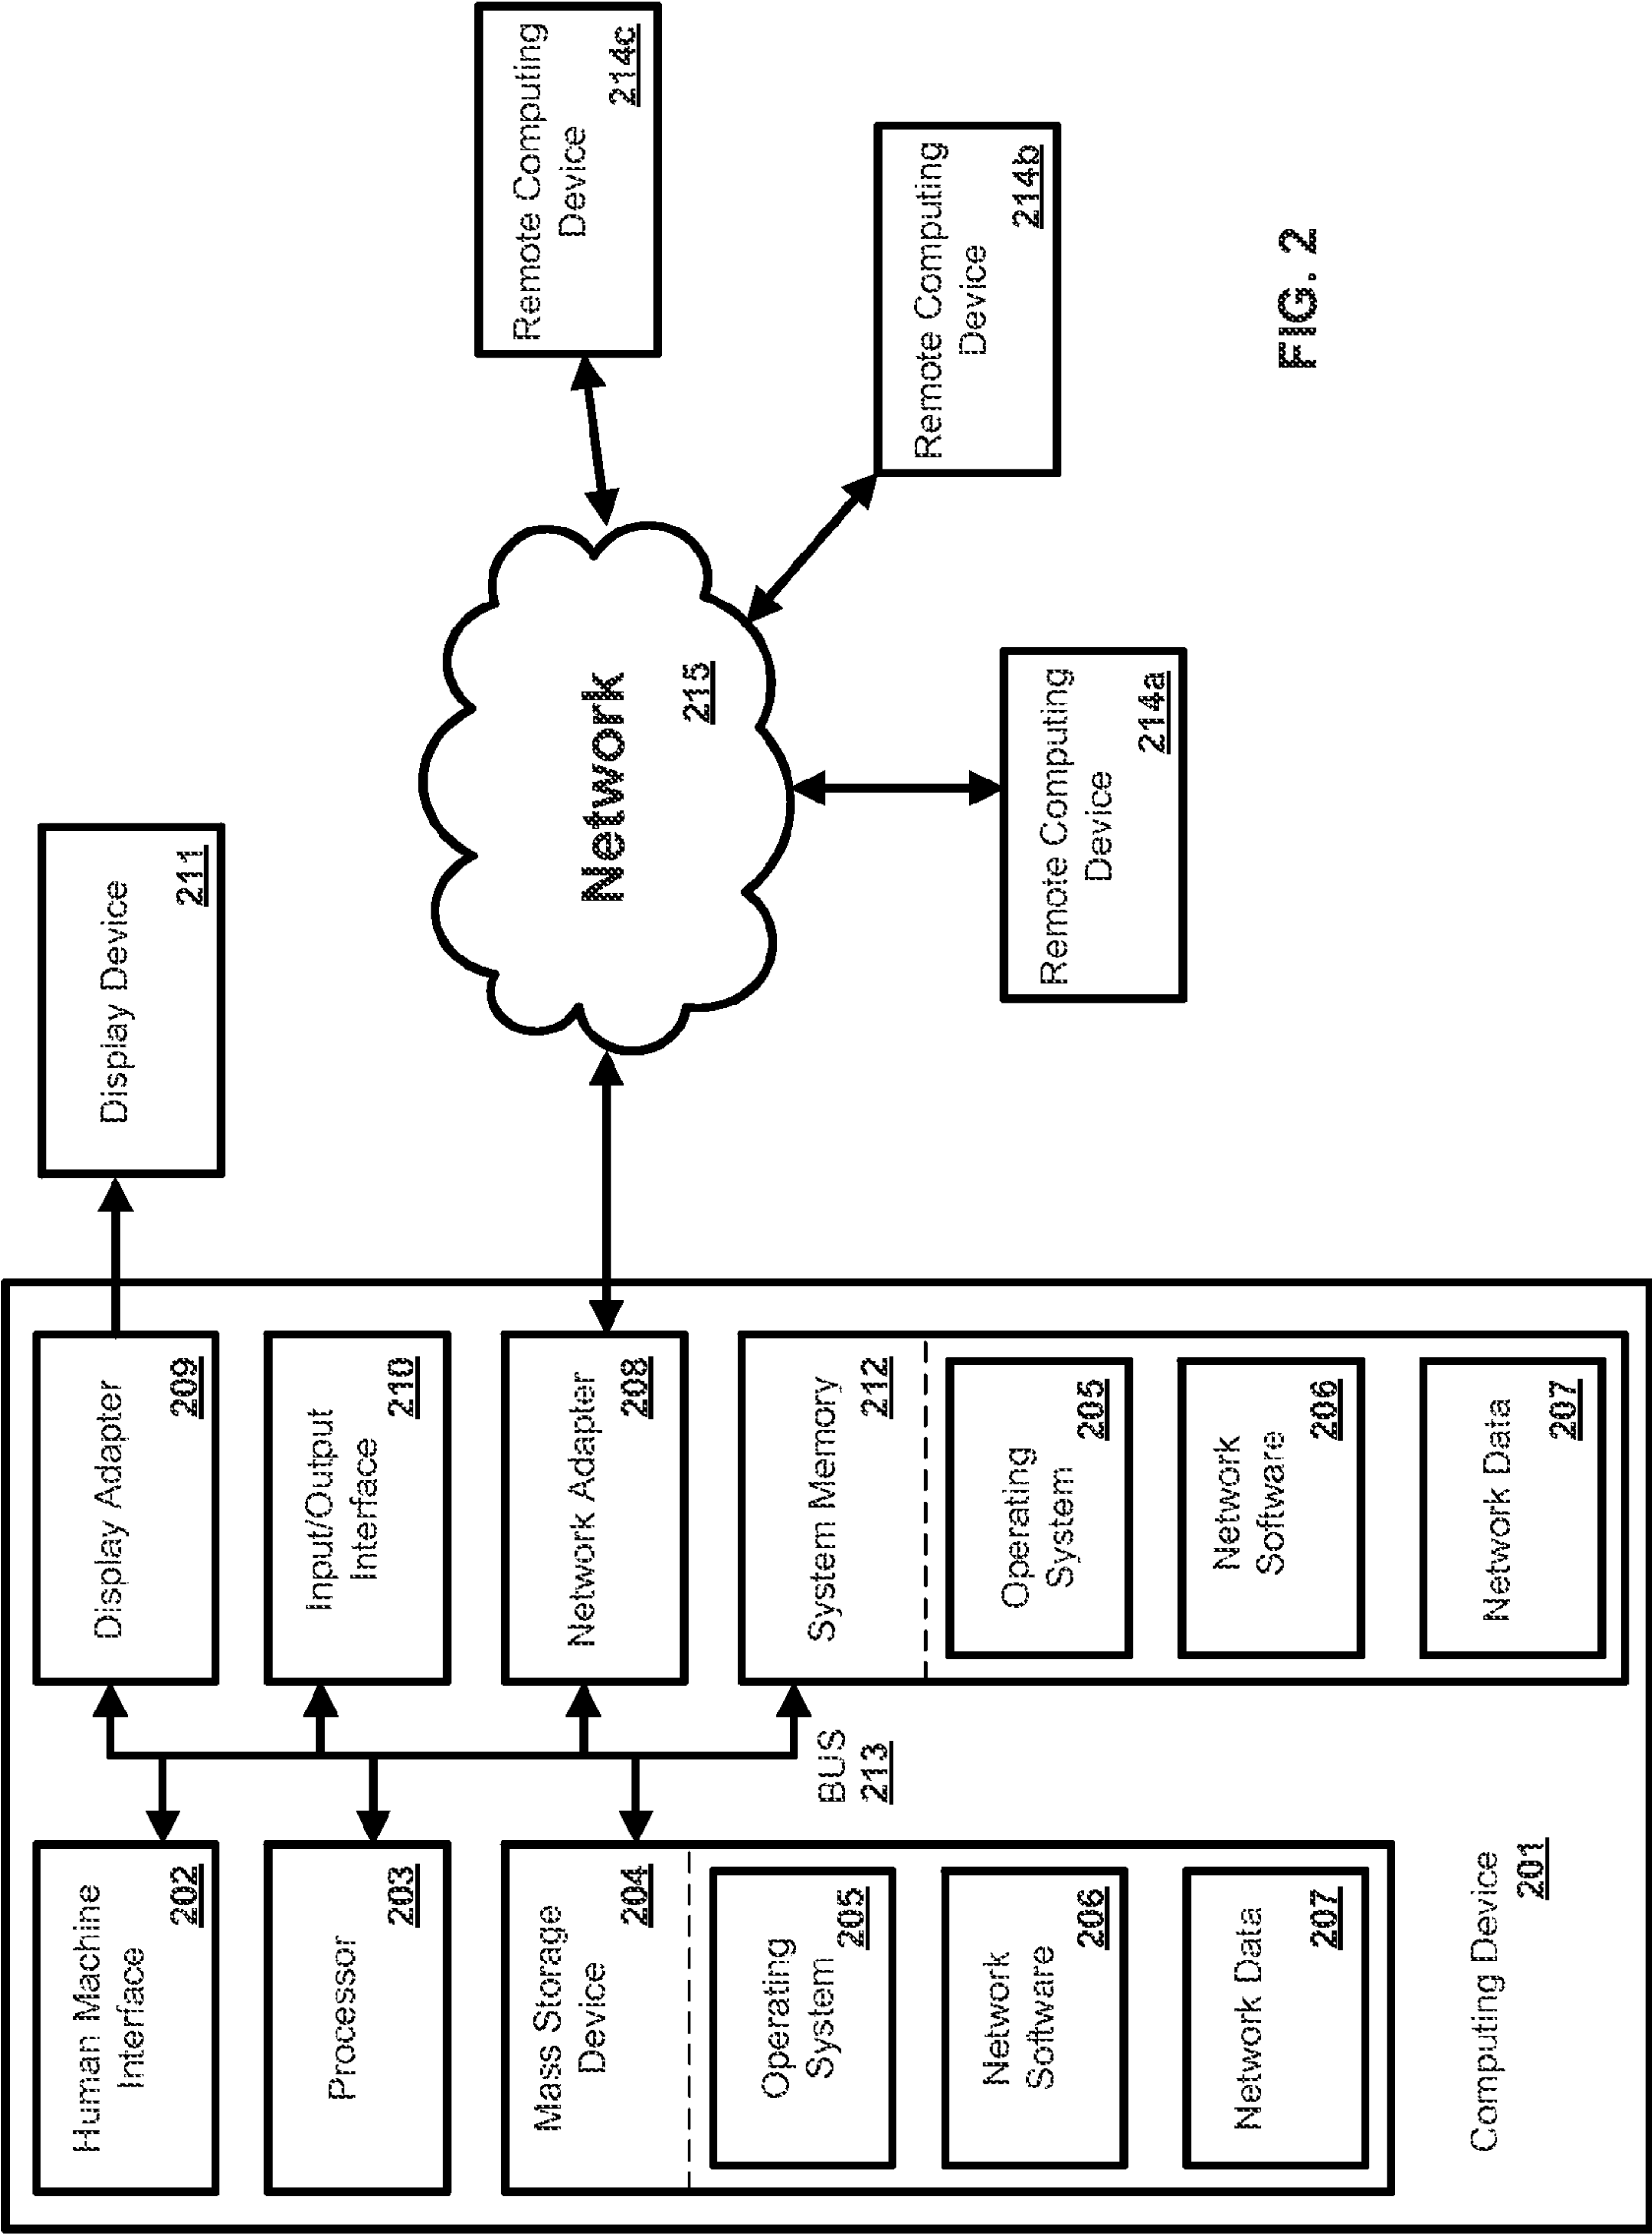 Human Machine
Interface
202
Processor
203
Mass Storage
Device
204
Operating
System
205
Network
Software
206
Network Data
207
Computing Device
201
BUS
213
Display Adapter
209
Input/Output
Interface
210
Network Adapter
208
System Memory
212
Operating
System
205
Network
Software
206
Network Data
207
Display Device
211
Network
215
Remote Computing
Device
214a
Remote Computing
Device
214b
Remote Computing
Device
214c
FIG. 2